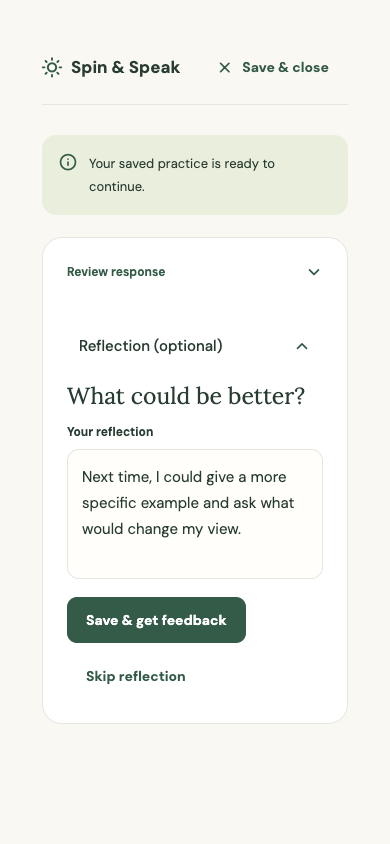 Spin & Speak
Save & close
Your saved practice is ready to
continue.
Review response
Reflection (optional)
What could be better?
Your reflection
Next time, I could give a more
specific example and ask what
would change my view.
Save & get feedback
Skip reflection